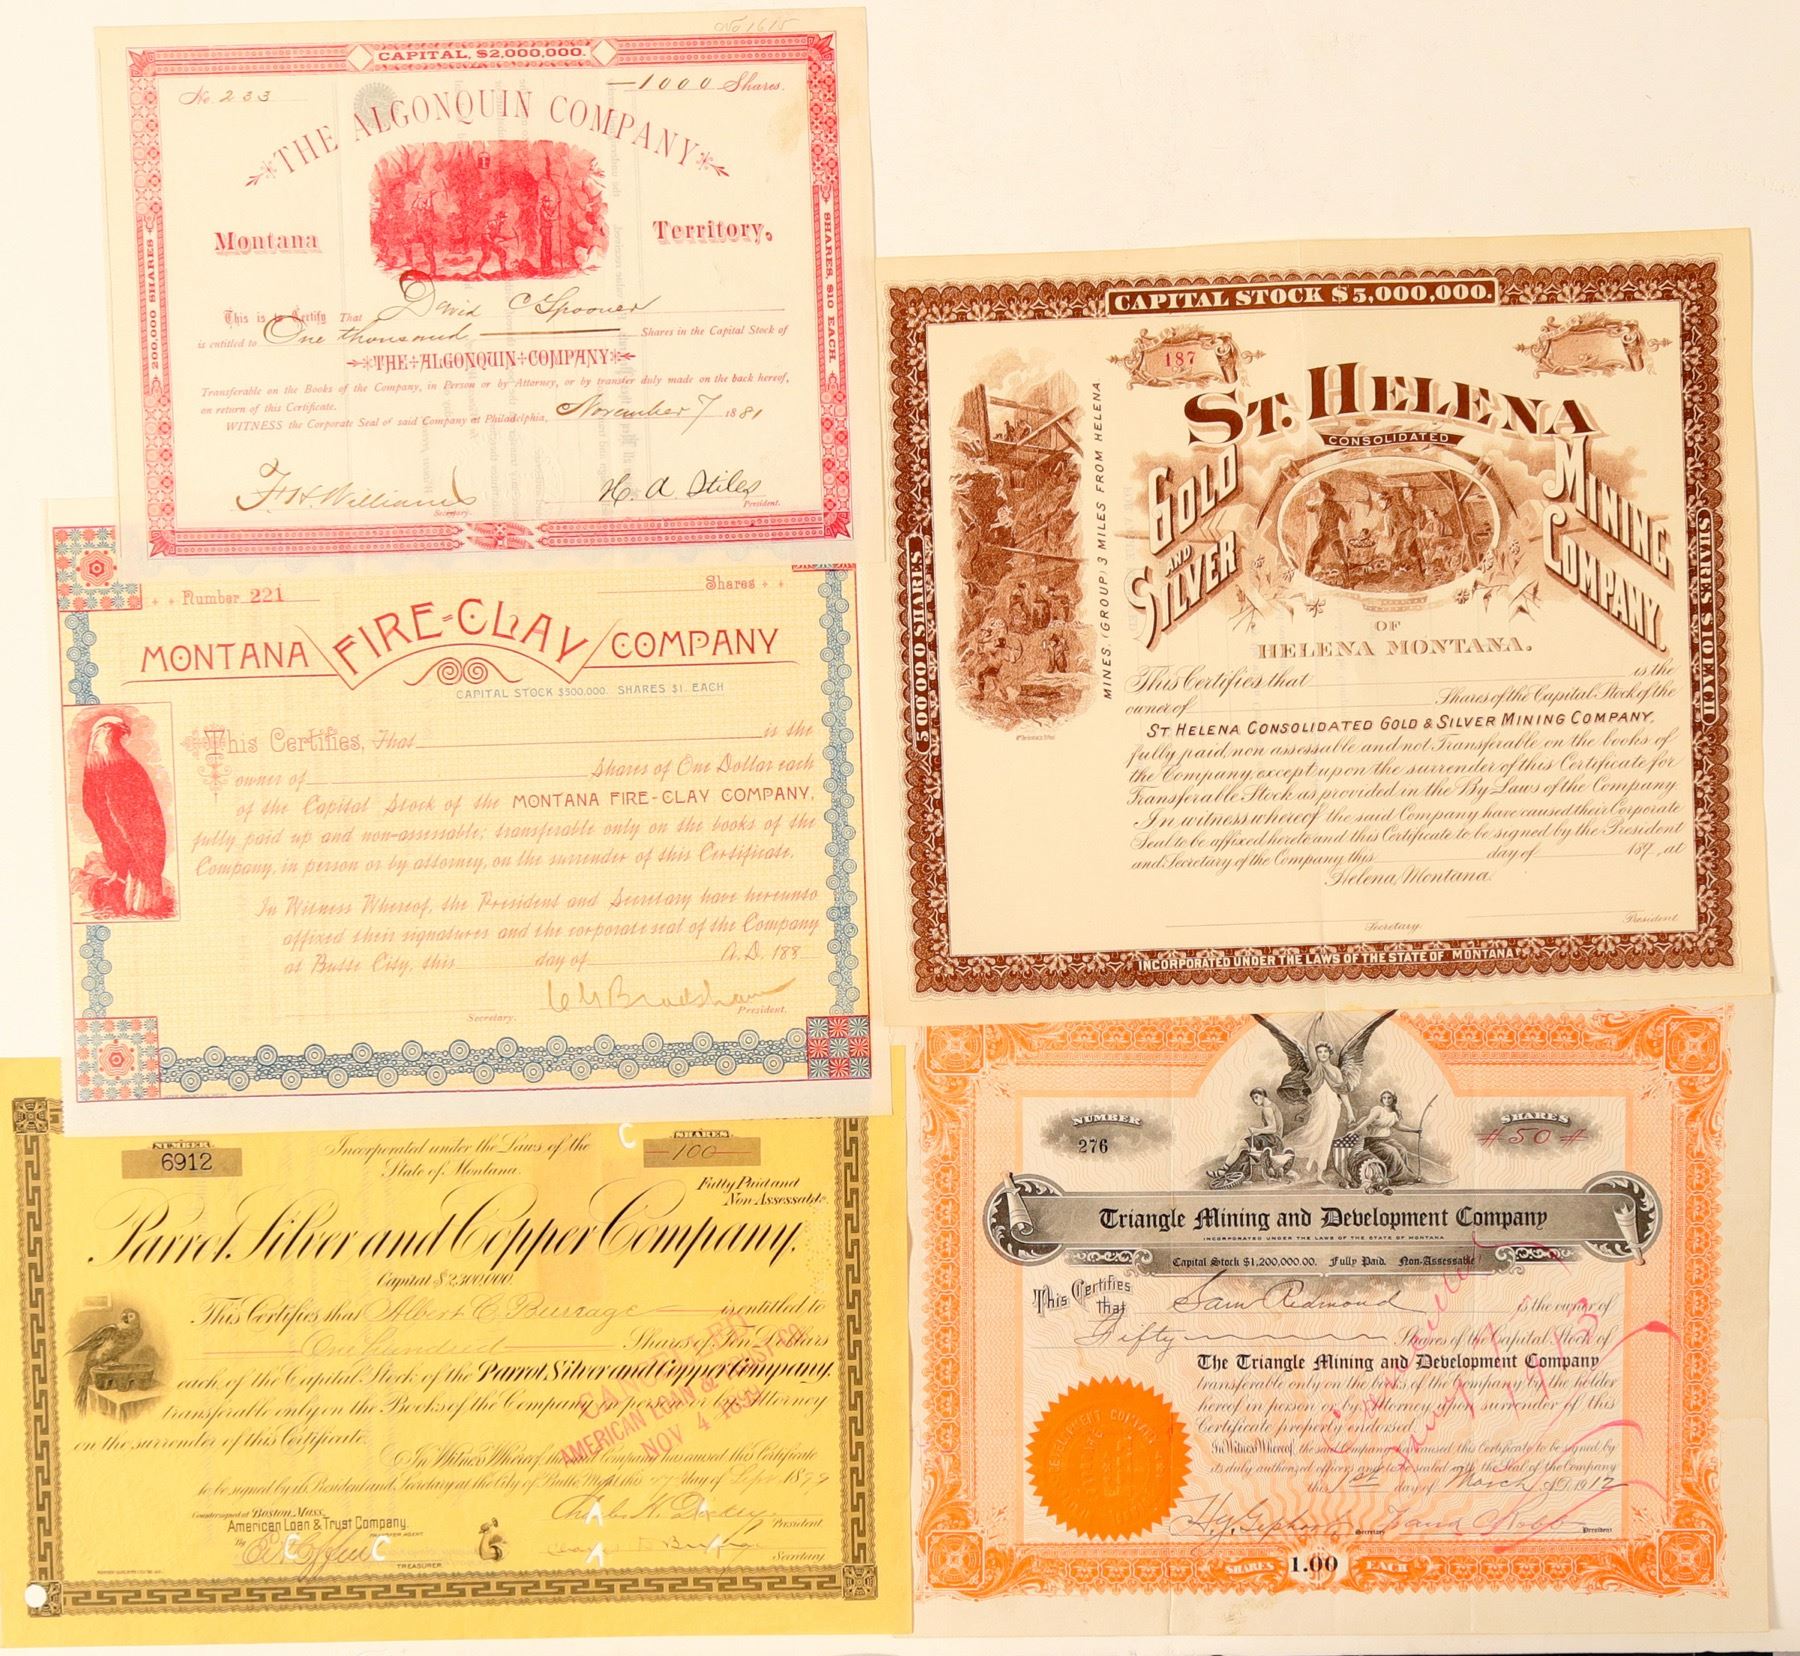 No 1615
CAPITAL, $2,000,000.
No. 233
1000 Shares.
THE ALGONQUIN COMPANY
Montana Territory.
200,000 SHARES
SHARES, $10 EACH.
This is to Certify That David C Spooner
is entitled to One thousand Shares in the Capital Stock of
THE ALGONQUIN COMPANY
Transferable on the Books of the Company, in Person or by Attorney, or by transfer duly made on the back hereof,
on return of this Certificate.
WITNESS the Corporate Seal of said Company at Philadelphia, November 7 1881
F. H. Williams H. A. Stiles
Secretary. President.
Number 221
Shares
MONTANA FIRE-CLAY COMPANY
CAPITAL STOCK $500,000. SHARES $1. EACH
This Certifies, That is the
owner of Shares of One Dollar each
of the Capital Stock of the MONTANA FIRE-CLAY COMPANY,
fully paid up and non-assessable; transferable only on the books of the
Company, in person or by attorney, on the surrender of this Certificate.
In Witness Whereof, the President and Secretary have hereunto
affixed their signatures and the corporate seal of the Company
at Butte City, this day of A.D. 188
Bradshaw
Secretary. President.
NUMBER
6912
Incorporated under the Laws of the
State of Montana.
SHARES
100
Fully Paid and
Non-Assessable.
Parrot Silver and Copper Company.
Capital $2,300,000.
This Certifies that Albert C. Burrage is entitled to
One Hundred Shares of Ten Dollars
each, of the Capital Stock of the Parrot Silver and Copper Company,
transferable only on the Books of the Company in person or by Attorney
on the surrender of this Certificate.
In Witness Whereof, the said Company has caused this Certificate
to be signed by its President and Secretary at the City of Butte, Mont. this 27 day of Sept 1899
CANCELLED
AMERICAN LOAN & TRUST CO.
NOV 4 1899
Countersigned at Boston, Mass.
American Loan & Trust Company.
TRANSFER AGENT
By
TREASURER
President
Secretary
CAPITAL STOCK $5,000,000.
187
ST. HELENA
CONSOLIDATED
GOLD AND SILVER
MINING COMPANY.
OF
HELENA MONTANA.
MINES, (GROUP) 3 MILES FROM HELENA
500,000 SHARES
SHARES $10 EACH
This Certifies that is the
owner of Shares of the Capital Stock of the
ST HELENA CONSOLIDATED GOLD & SILVER MINING COMPANY,
fully paid, non assessable and not Transferable on the books of
the Company, except upon the surrender of this Certificate for
Transferable Stock as provided in the By-Laws of the Company
In witness whereof the said Company have caused their Corporate
Seal to be affixed hereto and this Certificate to be signed by the President
and Secretary of the Company this day of 189 , at
Helena, Montana.
Secretary. President
INCORPORATED UNDER THE LAWS OF THE STATE OF MONTANA
NUMBER
276
SHARES
# 50 #
Triangle Mining and Development Company
INCORPORATED UNDER THE LAWS OF THE STATE OF MONTANA
Capital Stock $1,200,000.00. Fully Paid. Non-Assessable
This Certifies that Sam Redmond is the owner of
Fifty Shares of the Capital Stock of
The Triangle Mining and Development Company
transferable only on the books of the Company by the holder
hereof in person or by Attorney upon surrender of this
Certificate properly endorsed.
In Witness Whereof, the said Company has caused this Certificate to be signed by
its duly authorized officers and to be sealed with the Seal of the Company
this 1st day of March A.D. 1912
Secretary President
SHARES 1.00 EACH